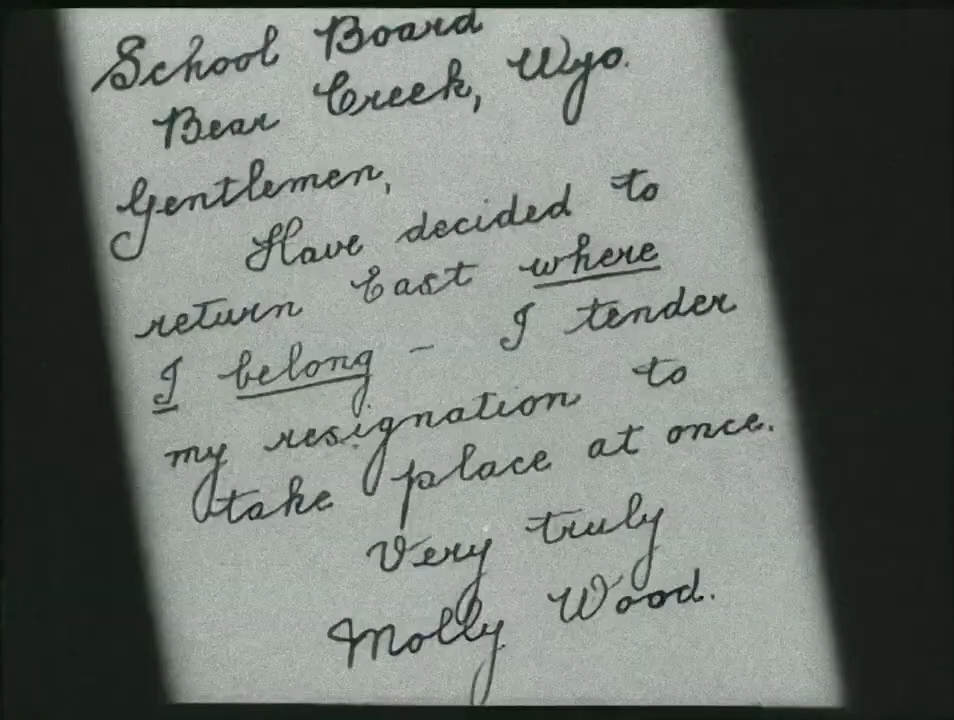 School Board
Bear Creek, Wyo.
Gentlemen,
Have decided to
return East where
I belong – I tender
my resignation to
take place at once.
Very truly
Molly Wood.